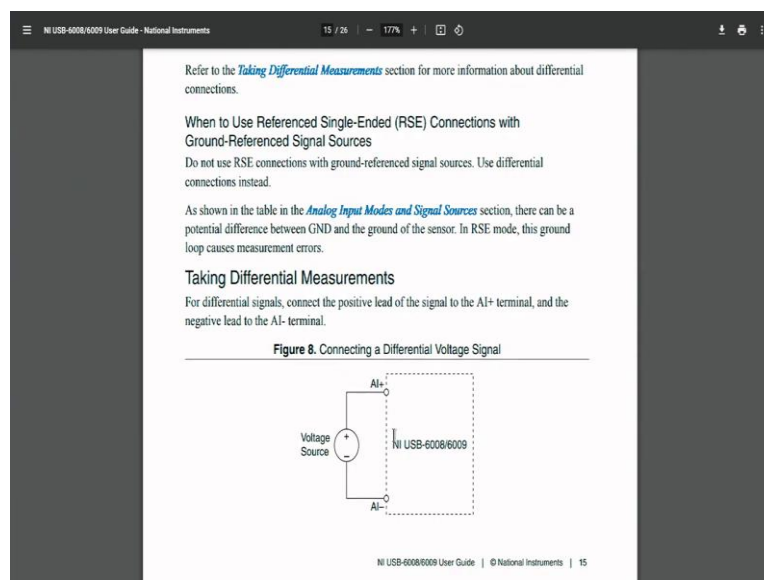 NI USB-6008/6009 User Guide - National Instruments
15 / 26
177%
Refer to the Taking Differential Measurements section for more information about differential
connections.
When to Use Referenced Single-Ended (RSE) Connections with
Ground-Referenced Signal Sources
Do not use RSE connections with ground-referenced signal sources. Use differential
connections instead.
As shown in the table in the Analog Input Modes and Signal Sources section, there can be a
potential difference between GND and the ground of the sensor. In RSE mode, this ground
loop causes measurement errors.
Taking Differential Measurements
For differential signals, connect the positive lead of the signal to the AI+ terminal, and the
negative lead to the AI- terminal.
Figure 8. Connecting a Differential Voltage Signal
AI+
Voltage
Source
+
–
NI USB-6008/6009
AI–
NI USB-6008/6009 User Guide | © National Instruments | 15